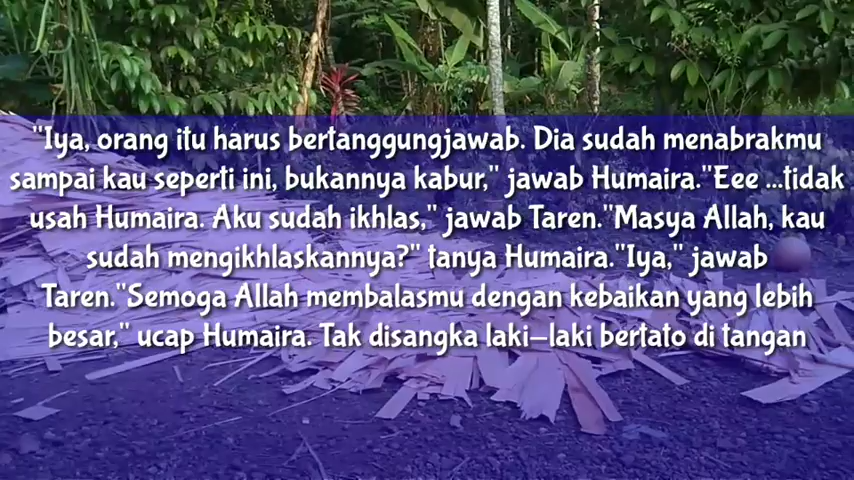 "Iya, orang itu harus bertanggungjawab. Dia sudah menabrakmu
sampai kau seperti ini, bukannya kabur," jawab Humaira."Eee ...tidak
usah Humaira. Aku sudah ikhlas," jawab Taren."Masya Allah, kau
sudah mengikhlaskannya?" tanya Humaira."Iya," jawab
Taren."Semoga Allah membalasmu dengan kebaikan yang lebih
besar," ucap Humaira. Tak disangka laki-laki bertato di tangan